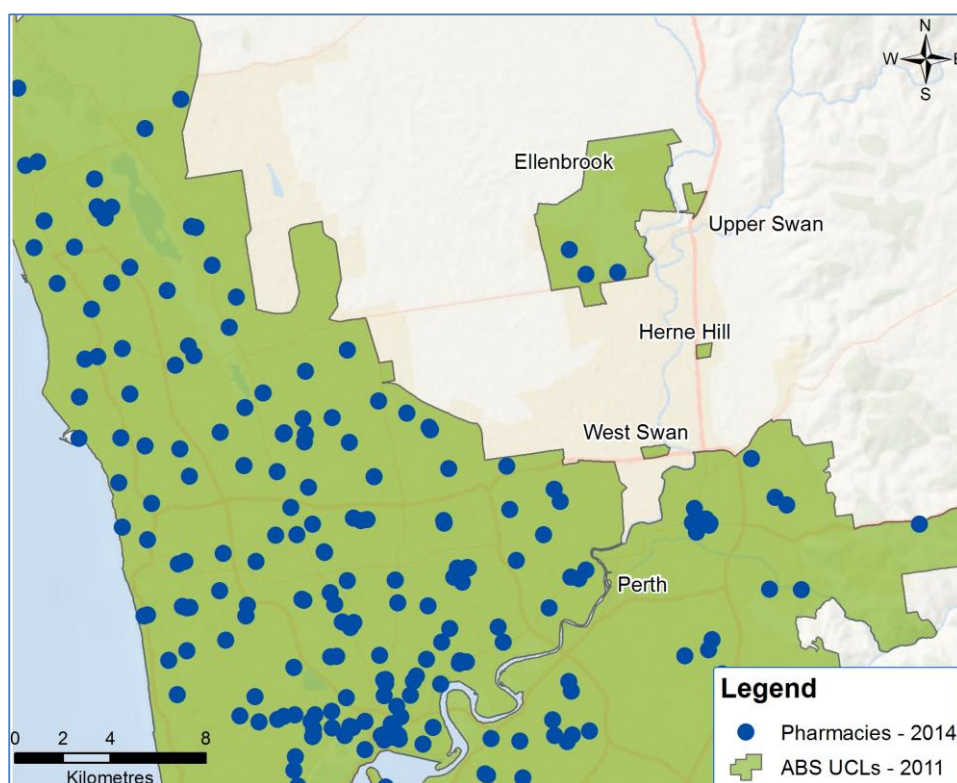 N
W E
S
Ellenbrook
Upper Swan
Herne Hill
West Swan
Perth
Legend
Pharmacies - 2014
ABS UCLs - 2011
0 2 4 8
Kilometres